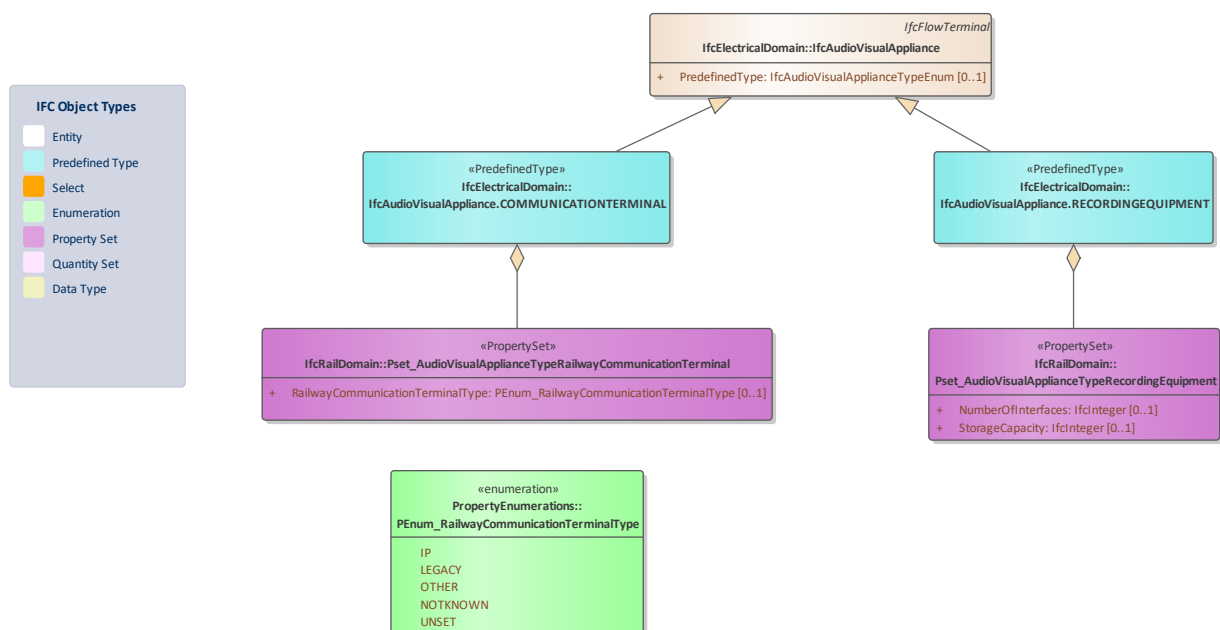 IfcFlowTerminal
IfcElectricalDomain::IfcAudioVisualAppliance
+ PredefinedType: IfcAudioVisualApplianceTypeEnum [0..1]
IFC Object Types
Entity
Predefined Type
Select
Enumeration
Property Set
Quantity Set
Data Type
«PredefinedType»
IfcElectricalDomain::
IfcAudioVisualAppliance.COMMUNICATIONTERMINAL
«PredefinedType»
IfcElectricalDomain::
IfcAudioVisualAppliance.RECORDINGEQUIPMENT
«PropertySet»
IfcRailDomain::Pset_AudioVisualApplianceTypeRailwayCommunicationTerminal
+ RailwayCommunicationTerminalType: PEnum_RailwayCommunicationTerminalType [0..1]
«PropertySet»
IfcRailDomain::
Pset_AudioVisualApplianceTypeRecordingEquipment
+ NumberOfInterfaces: IfcInteger [0..1]
+ StorageCapacity: IfcInteger [0..1]
«enumeration»
PropertyEnumerations::
PEnum_RailwayCommunicationTerminalType
IP
LEGACY
OTHER
NOTKNOWN
UNSET